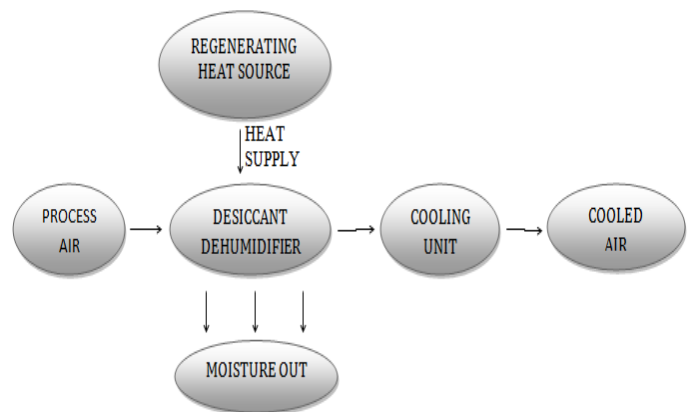 REGENERATING
HEAT SOURCE
HEAT
SUPPLY
PROCESS
AIR
DESICCANT
DEHUMIDIFIER
COOLING
UNIT
COOLED
AIR
MOISTURE OUT